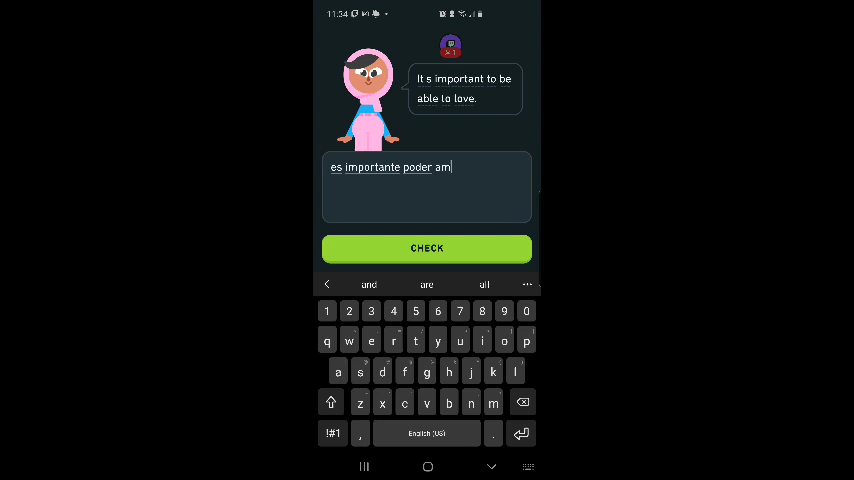 11:34
It s important to be
able to love.
es importante poder am
CHECK
and are all
1 2 3 4 5 6 7 8 9 0
q w e r t y u i o p
a s d f g h j k l
z x c v b n m
!#1 , English (US) .